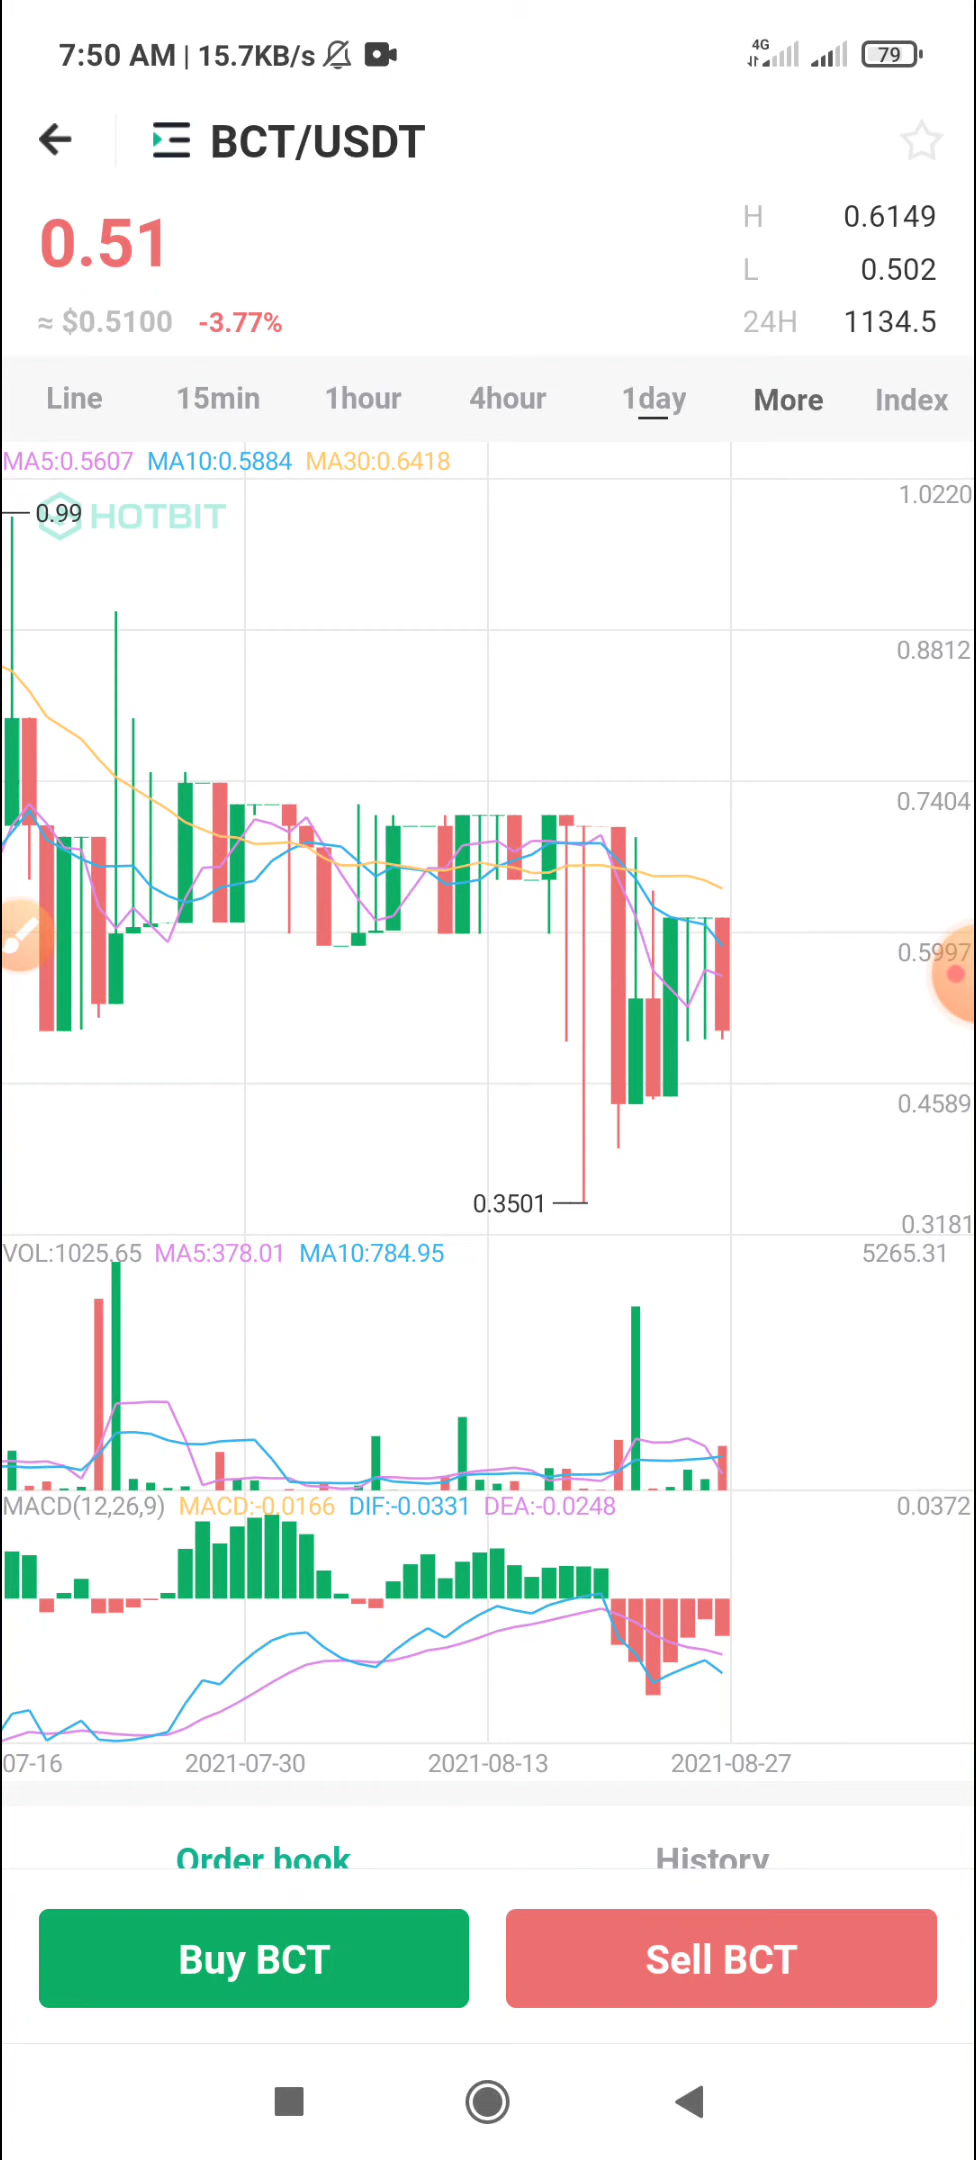 7:50 AM | 15.7KB/s 4G 79
BCT/USDT
0.51
H 0.6149
L 0.502
≈ $0.5100 -3.77% 24H 1134.5
Line 15min 1hour 4hour 1day More Index
MA5:0.5607 MA10:0.5884 MA30:0.6418
1.0220
0.99 HOTBIT
0.8812
0.7404
0.5997
0.4589
0.3501
0.3181
VOL:1025.65 MA5:378.01 MA10:784.95 5265.31
MACD(12,26,9) MACD:-0.0166 DIF:-0.0331 DEA:-0.0248 0.0372
07-16 2021-07-30 2021-08-13 2021-08-27
Order book History
Buy BCT Sell BCT